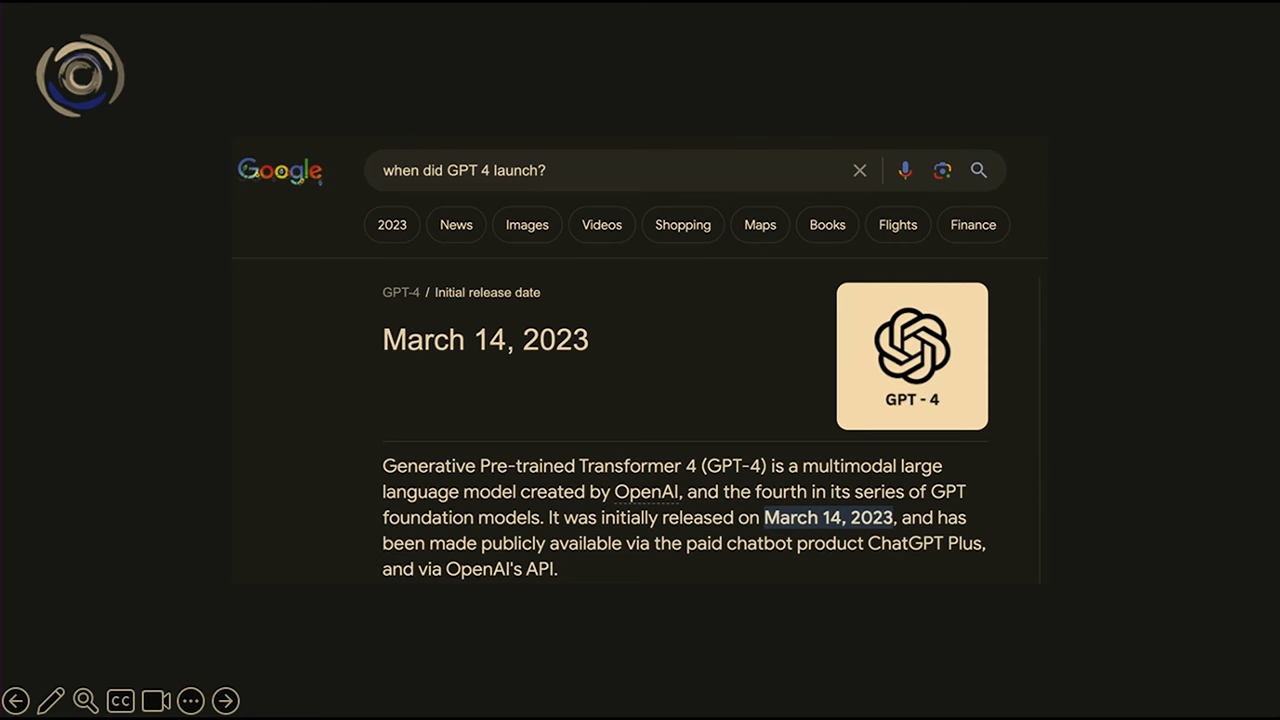 Google
when did GPT 4 launch?
2023 News Images Videos Shopping Maps Books Flights Finance
GPT-4 / Initial release date
March 14, 2023
GPT - 4
Generative Pre-trained Transformer 4 (GPT-4) is a multimodal large
language model created by OpenAI, and the fourth in its series of GPT
foundation models. It was initially released on March 14, 2023, and has
been made publicly available via the paid chatbot product ChatGPT Plus,
and via OpenAI's API.
CC